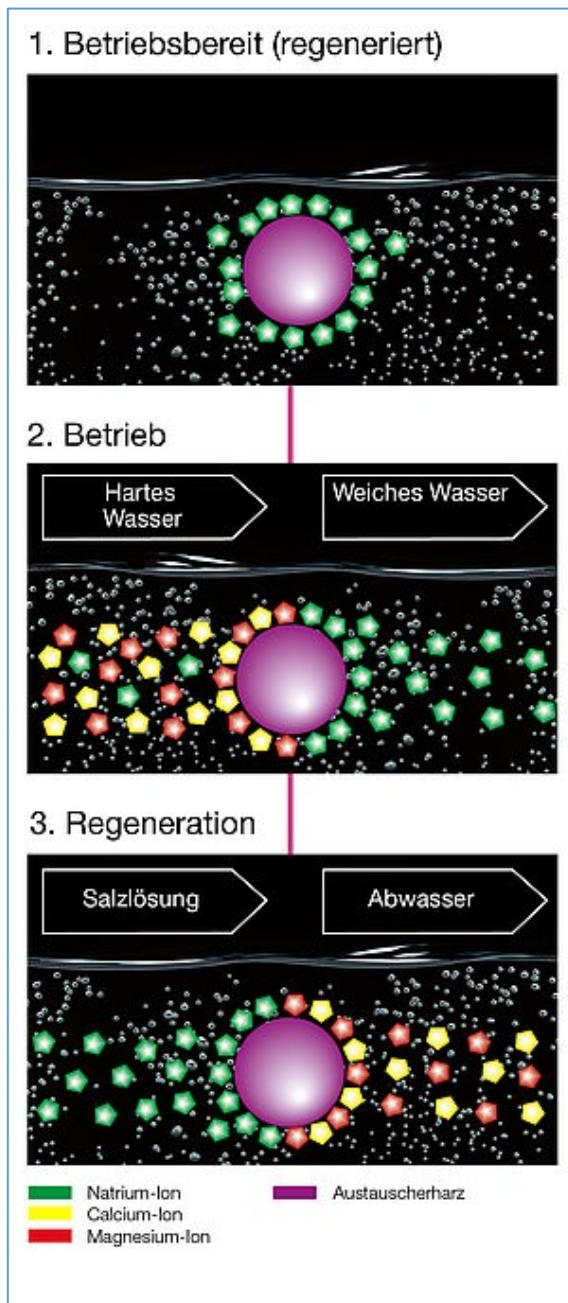 1. Betriebsbereit (regeneriert)
2. Betrieb
Hartes
Wasser
Weiches Wasser
3. Regeneration
Salzlösung
Abwasser
Natrium-Ion
Calcium-Ion
Magnesium-Ion
Austauscherharz